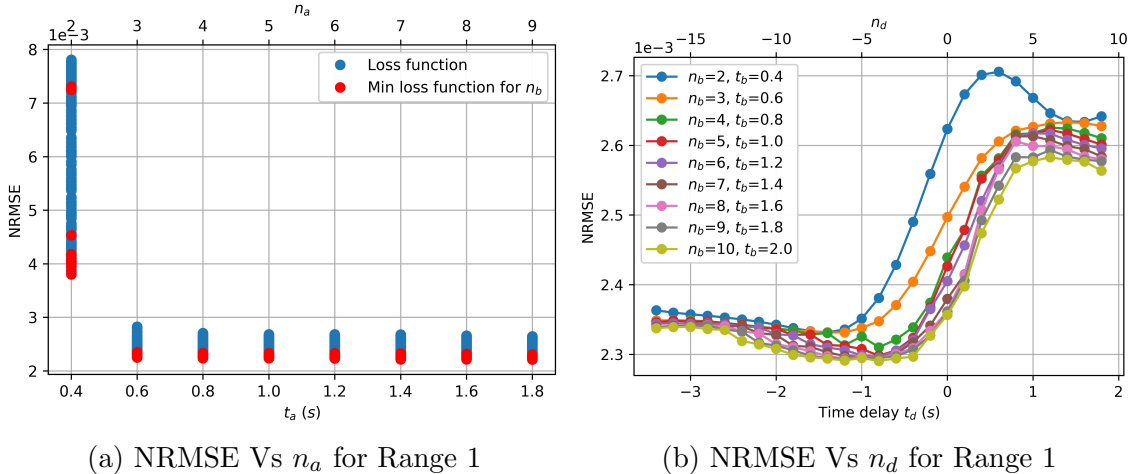 n_a
2 3 4 5 6 7 8 9
1e−3
8
7
6
5
4
3
2
NRMSE
Loss function
Min loss function for n_b
0.4 0.6 0.8 1.0 1.2 1.4 1.6 1.8
t_a (s)
(a) NRMSE Vs n_a for Range 1
n_d
−15 −10 −5 0 5 10
1e−3
2.7
2.6
2.5
2.4
2.3
NRMSE
n_b=2, t_b=0.4
n_b=3, t_b=0.6
n_b=4, t_b=0.8
n_b=5, t_b=1.0
n_b=6, t_b=1.2
n_b=7, t_b=1.4
n_b=8, t_b=1.6
n_b=9, t_b=1.8
n_b=10, t_b=2.0
−3 −2 −1 0 1 2
Time delay t_d (s)
(b) NRMSE Vs n_d for Range 1